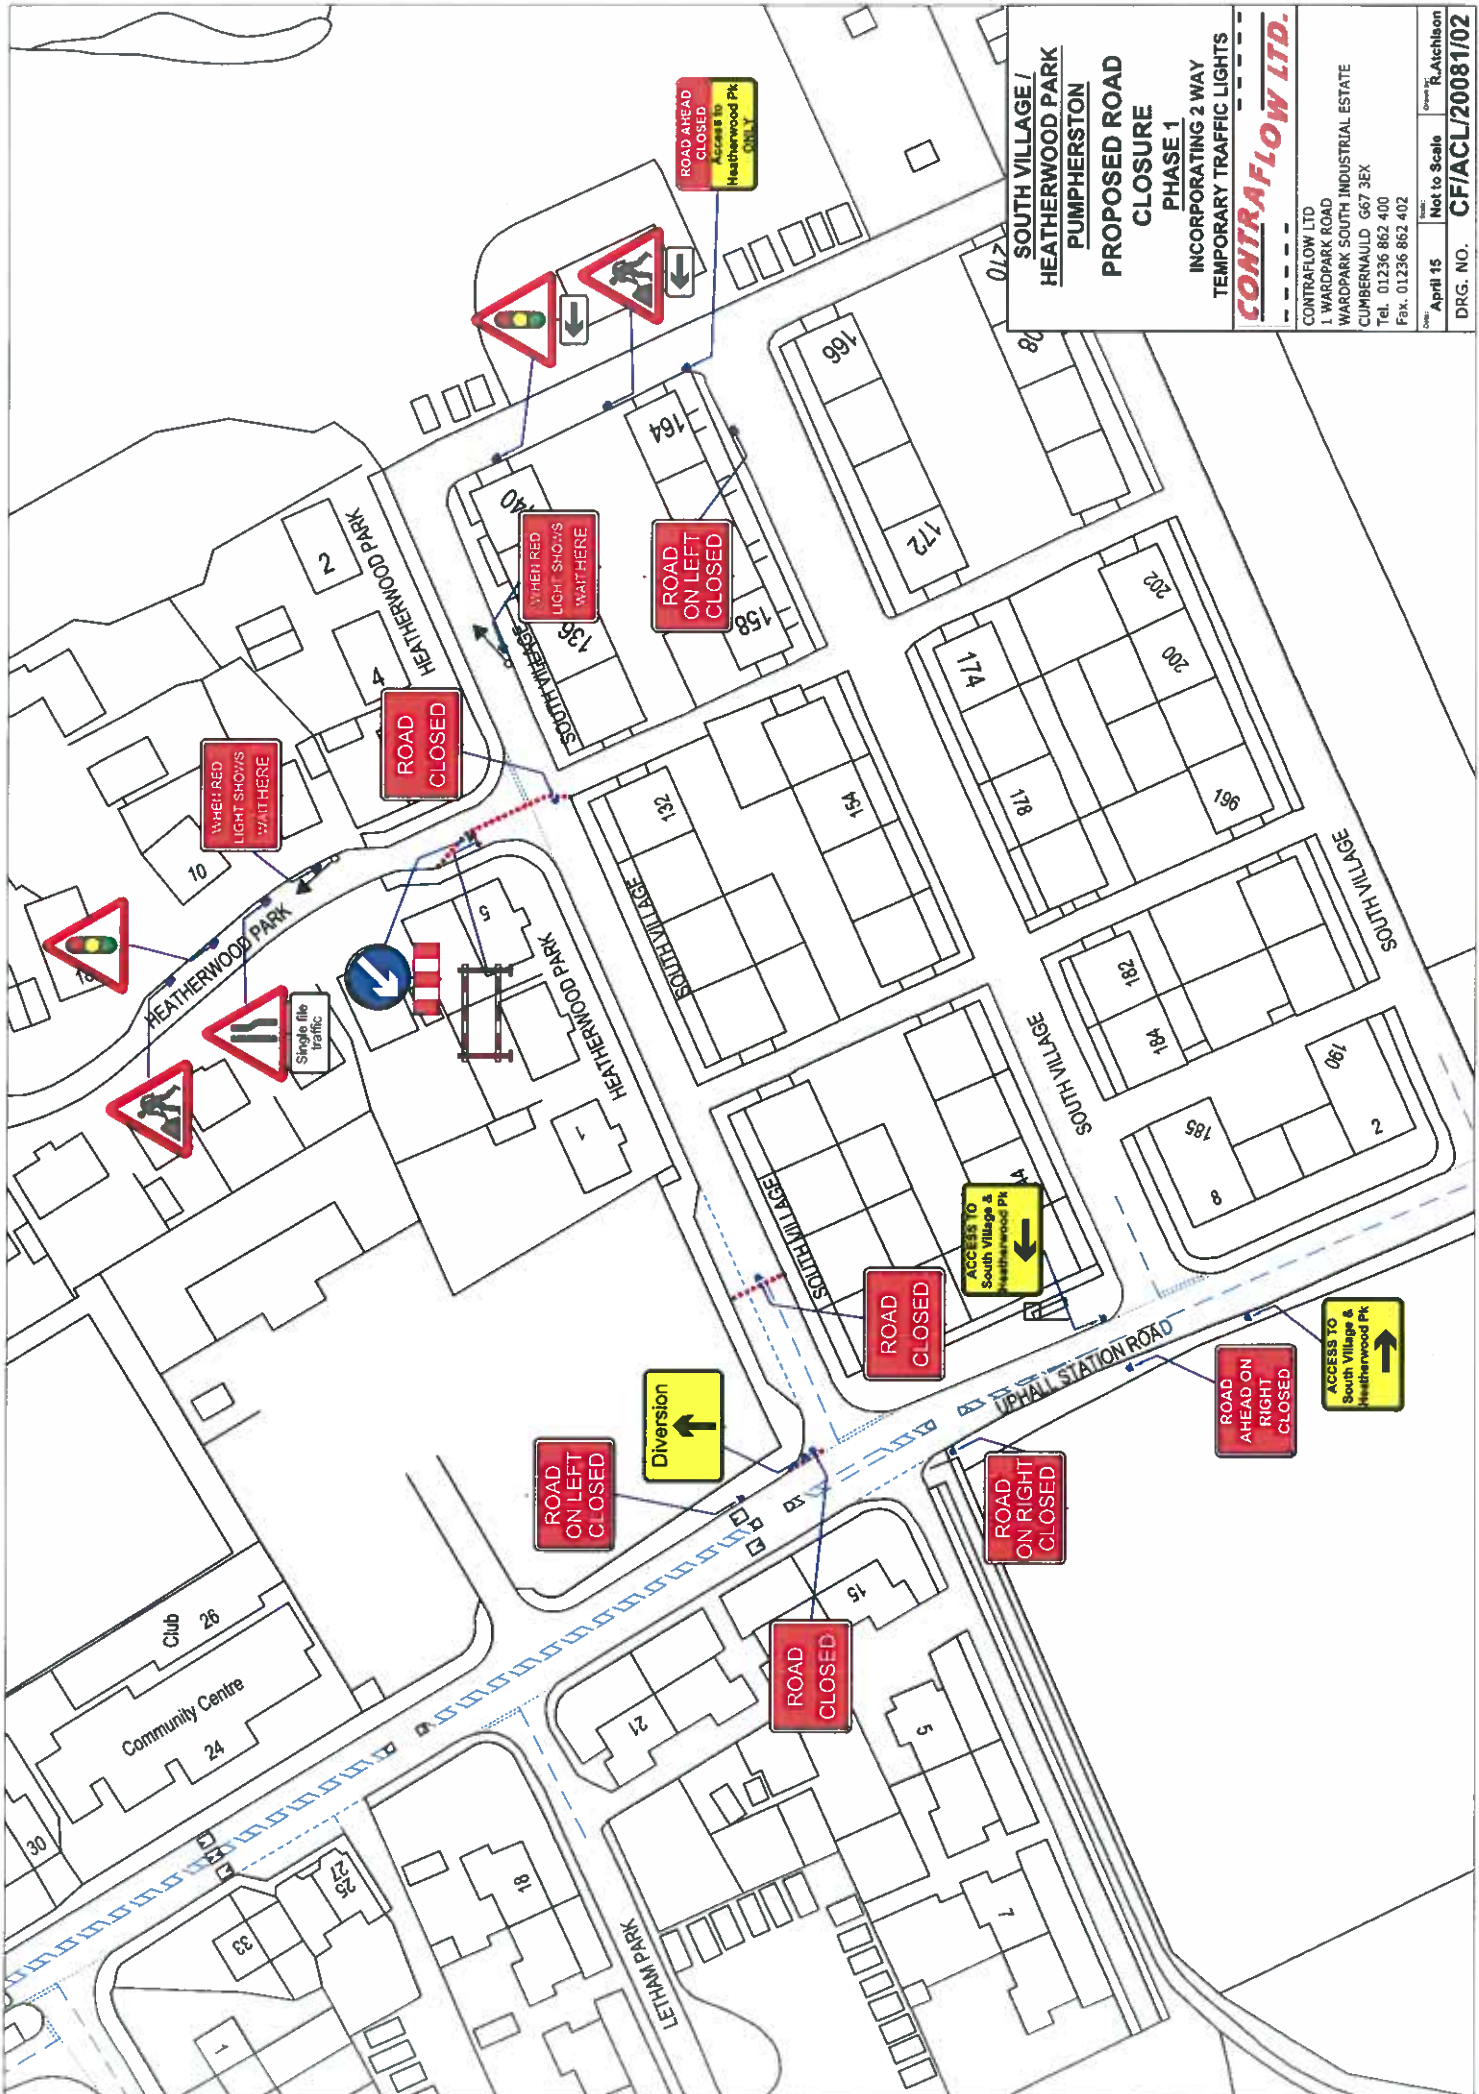 SOUTH VILLAGE /
HEATHERWOOD PARK
PUMPHERSTON
PROPOSED ROAD
CLOSURE
PHASE 1
INCORPORATING 2 WAY
TEMPORARY TRAFFIC LIGHTS
CONTRAFLOW LTD.
CONTRAFLOW LTD
1 WARDPARK ROAD
WARDPARK SOUTH INDUSTRIAL ESTATE
CUMBERNAULD G67 3EX
Tel. 01236 862 400
Fax. 01236 862 402
Date: April 15
Scale: Not to Scale
Drawn by: R.Atchison
DRG. NO. CF/ACL/20081/02
ROAD AHEAD
CLOSED
Access to
Heatherwood Pk
ONLY
WHEN RED
LIGHT SHOWS
WAIT HERE
ROAD
ON LEFT
CLOSED
ROAD
CLOSED
WHEN RED
LIGHT SHOWS
WAIT HERE
Single file
traffic
HEATHERWOOD PARK
HEATHERWOOD PARK
HEATHERWOOD PARK
SOUTH VILLAGE
SOUTH VILLAGE
SOUTH VILLAGE
SOUTH VILLAGE
SOUTH VILLAGE
2
4
10
5
1
140
136
164
158
166
172
210
132
154
174
178
202
200
196
182
184
190
185
8
2
ACCESS TO
South Village &
Heatherwood Pk
ROAD
CLOSED
Diversion
ROAD
ON LEFT
CLOSED
ROAD
CLOSED
ROAD
ON RIGHT
CLOSED
ROAD
AHEAD ON
RIGHT
CLOSED
ACCESS TO
South Village &
Heatherwood Pk
UPHALL STATION ROAD
Club
26
Community Centre
24
30
33
25
27
18
21
15
5
7
1
LETHAM PARK